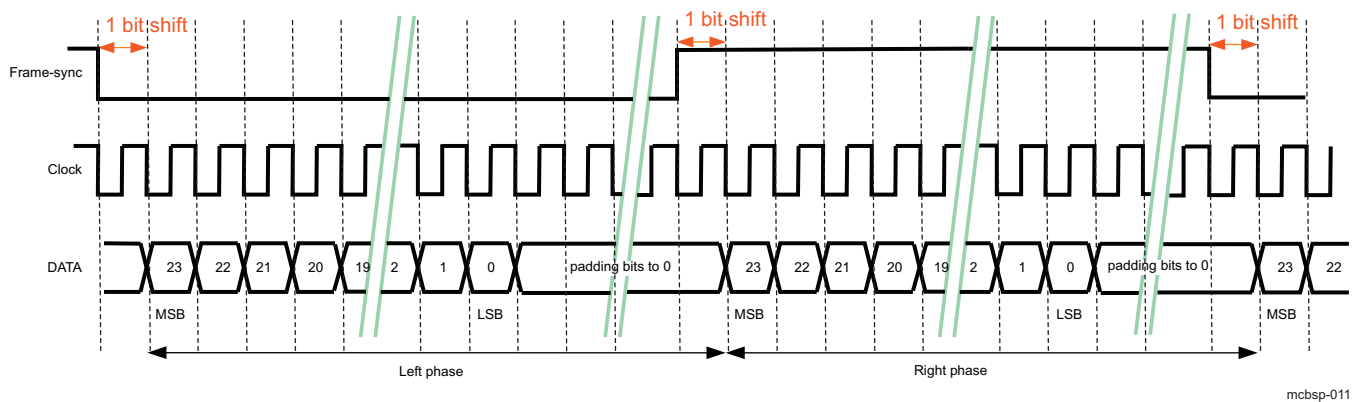 1 bit shift 1 bit shift 1 bit shift
Frame-sync
Clock
DATA 23 22 21 20 19 2 1 0 padding bits to 0 23 22 21 20 19 2 1 0 padding bits to 0 23 22
MSB LSB MSB LSB MSB
Left phase Right phase
mcbsp-011